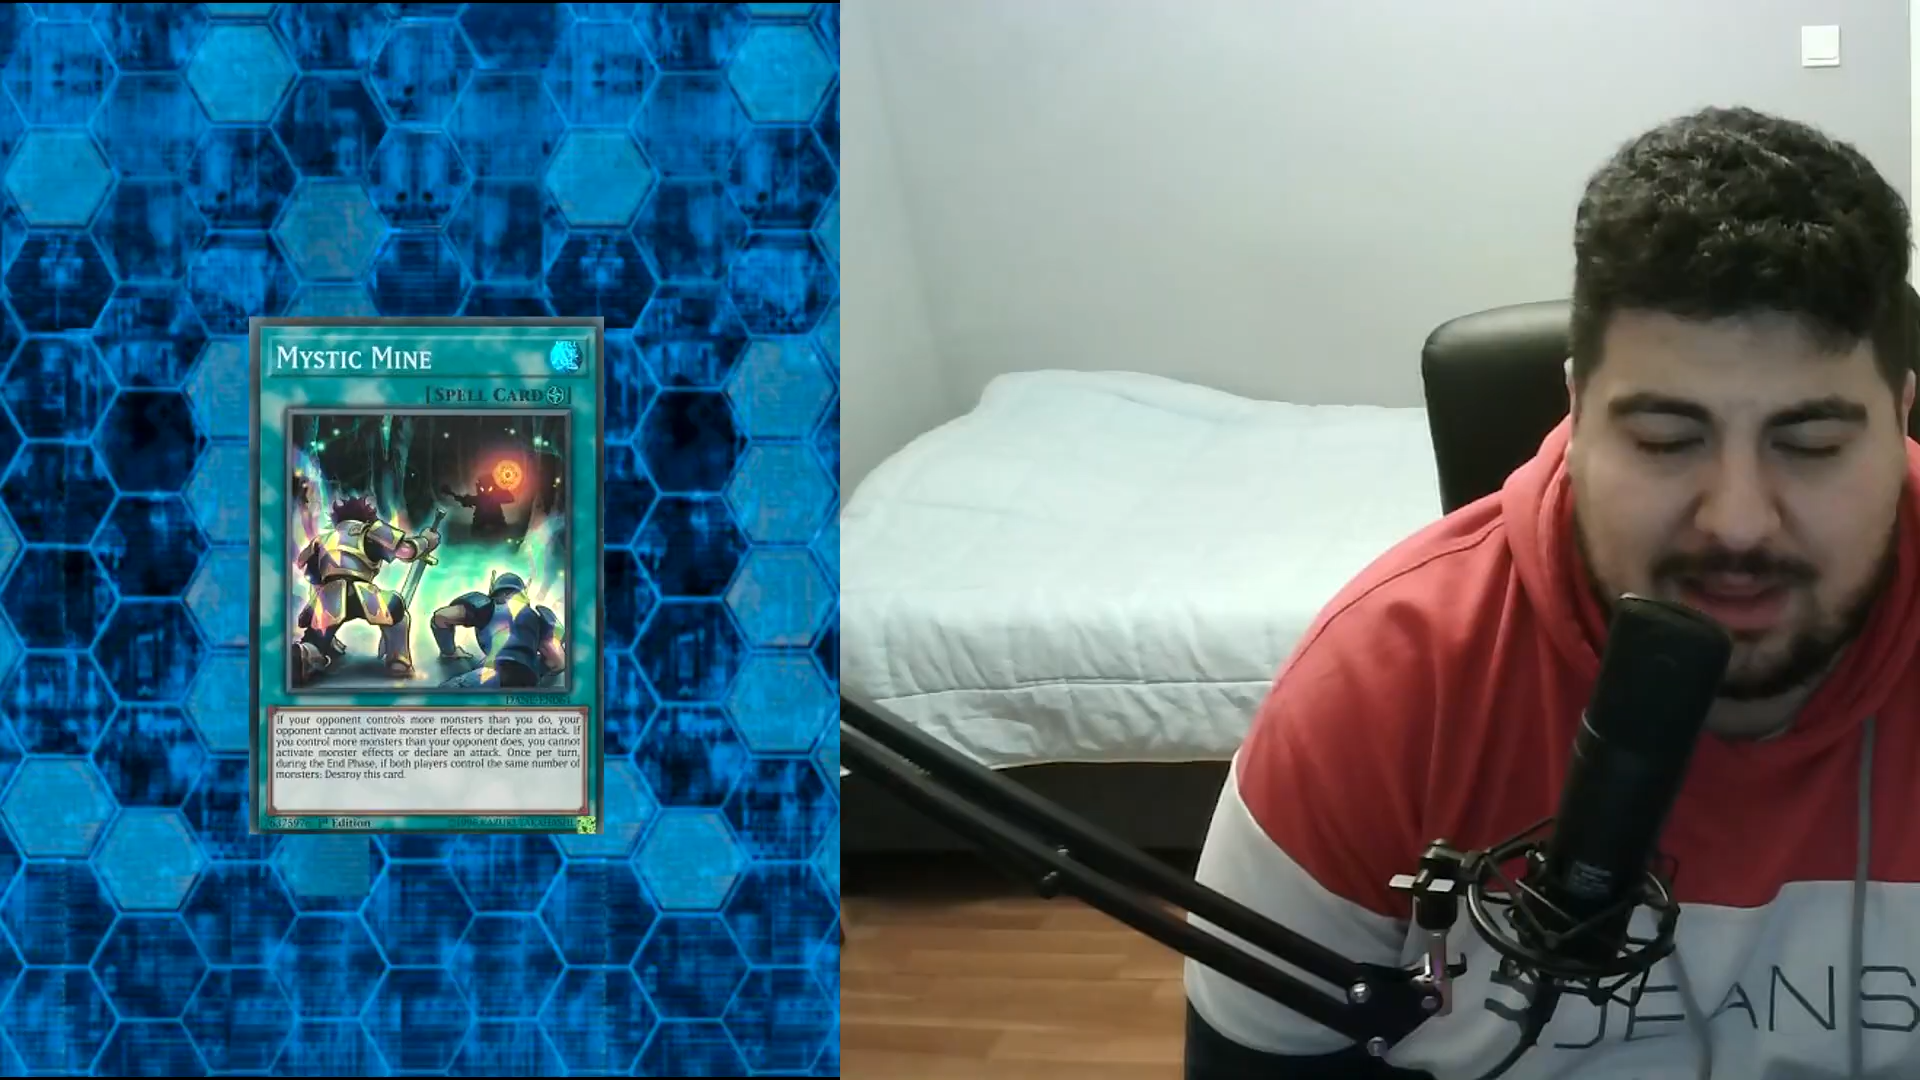 MYSTIC MINE
[SPELL CARD]
If your opponent controls more monsters than you do, your
opponent cannot activate monster effects or declare an attack. If
you control more monsters than your opponent does, you cannot
activate monster effects or declare an attack. Once per turn,
during the End Phase, if both players control the same number of
monsters: Destroy this card.
1st Edition
JEANS